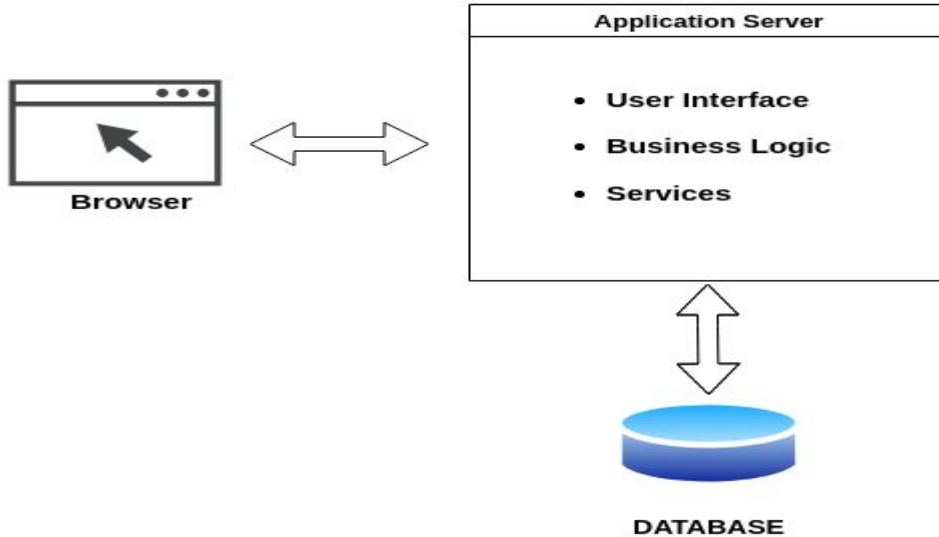 Application Server
• User Interface
• Business Logic
• Services
Browser
DATABASE